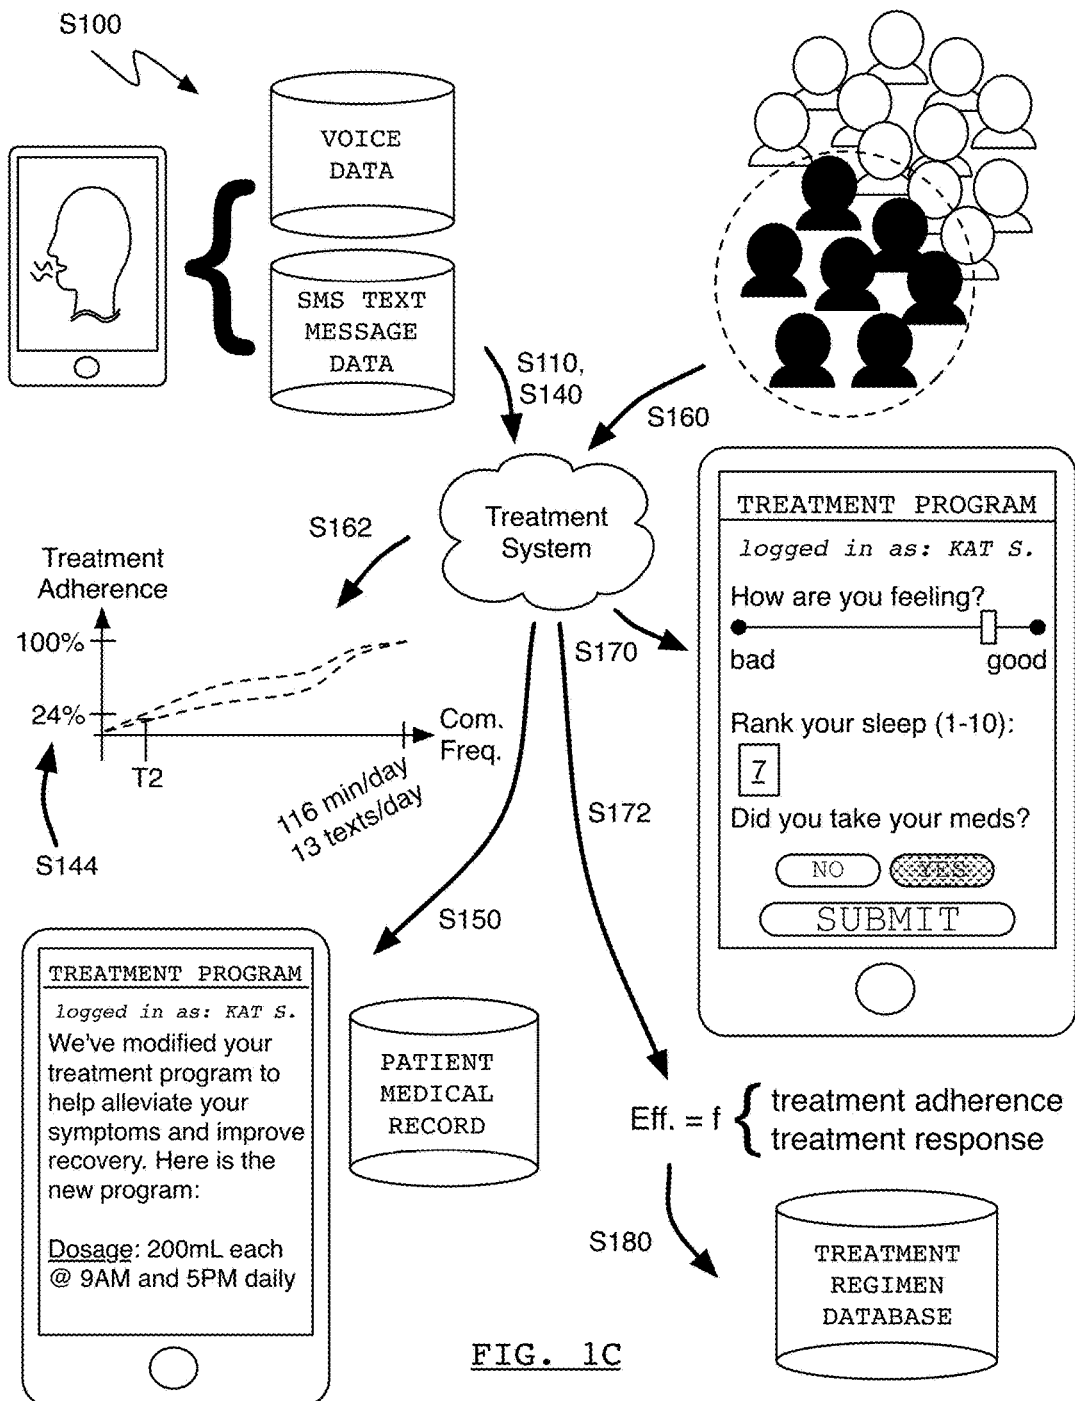 S100
VOICE
DATA
SMS TEXT
MESSAGE
DATA
S110,
S140
S160
Treatment
System
S162
Treatment
Adherence
100%
24%
T2
Com.
Freq.
116 min/day
13 texts/day
S144
S170
S172
S150
TREATMENT PROGRAM
logged in as: KAT S.
How are you feeling?
bad
good
Rank your sleep (1-10):
7
Did you take your meds?
NO
YES
SUBMIT
TREATMENT PROGRAM
logged in as: KAT S.
We've modified your
treatment program to
help alleviate your
symptoms and improve
recovery. Here is the
new program:
Dosage: 200mL each
@ 9AM and 5PM daily
PATIENT
MEDICAL
RECORD
Eff. = f {
treatment adherence
treatment response
S180
TREATMENT
REGIMEN
DATABASE
FIG. 1C